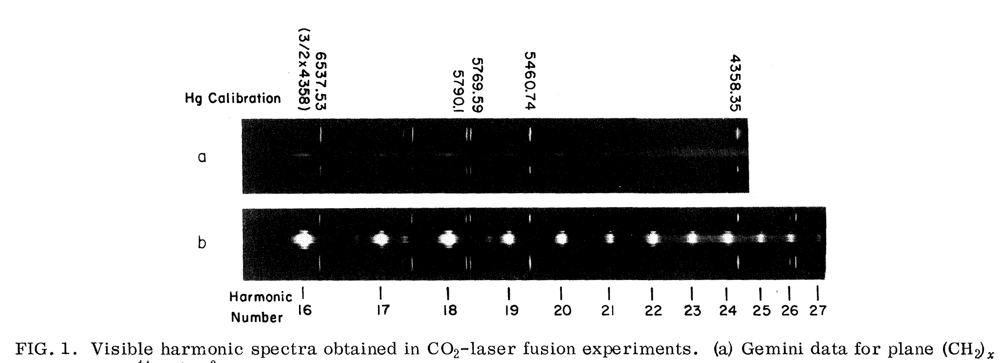 (3/2x4358)
6537.53
5790.1
5769.59
5460.74
4358.35
Hg Calibration
a
b
Harmonic
Number
16 17 18 19 20 21 22 23 24 25 26 27
FIG. 1. Visible harmonic spectra obtained in CO₂-laser fusion experiments. (a) Gemini data for plane (CH₂)ₓ